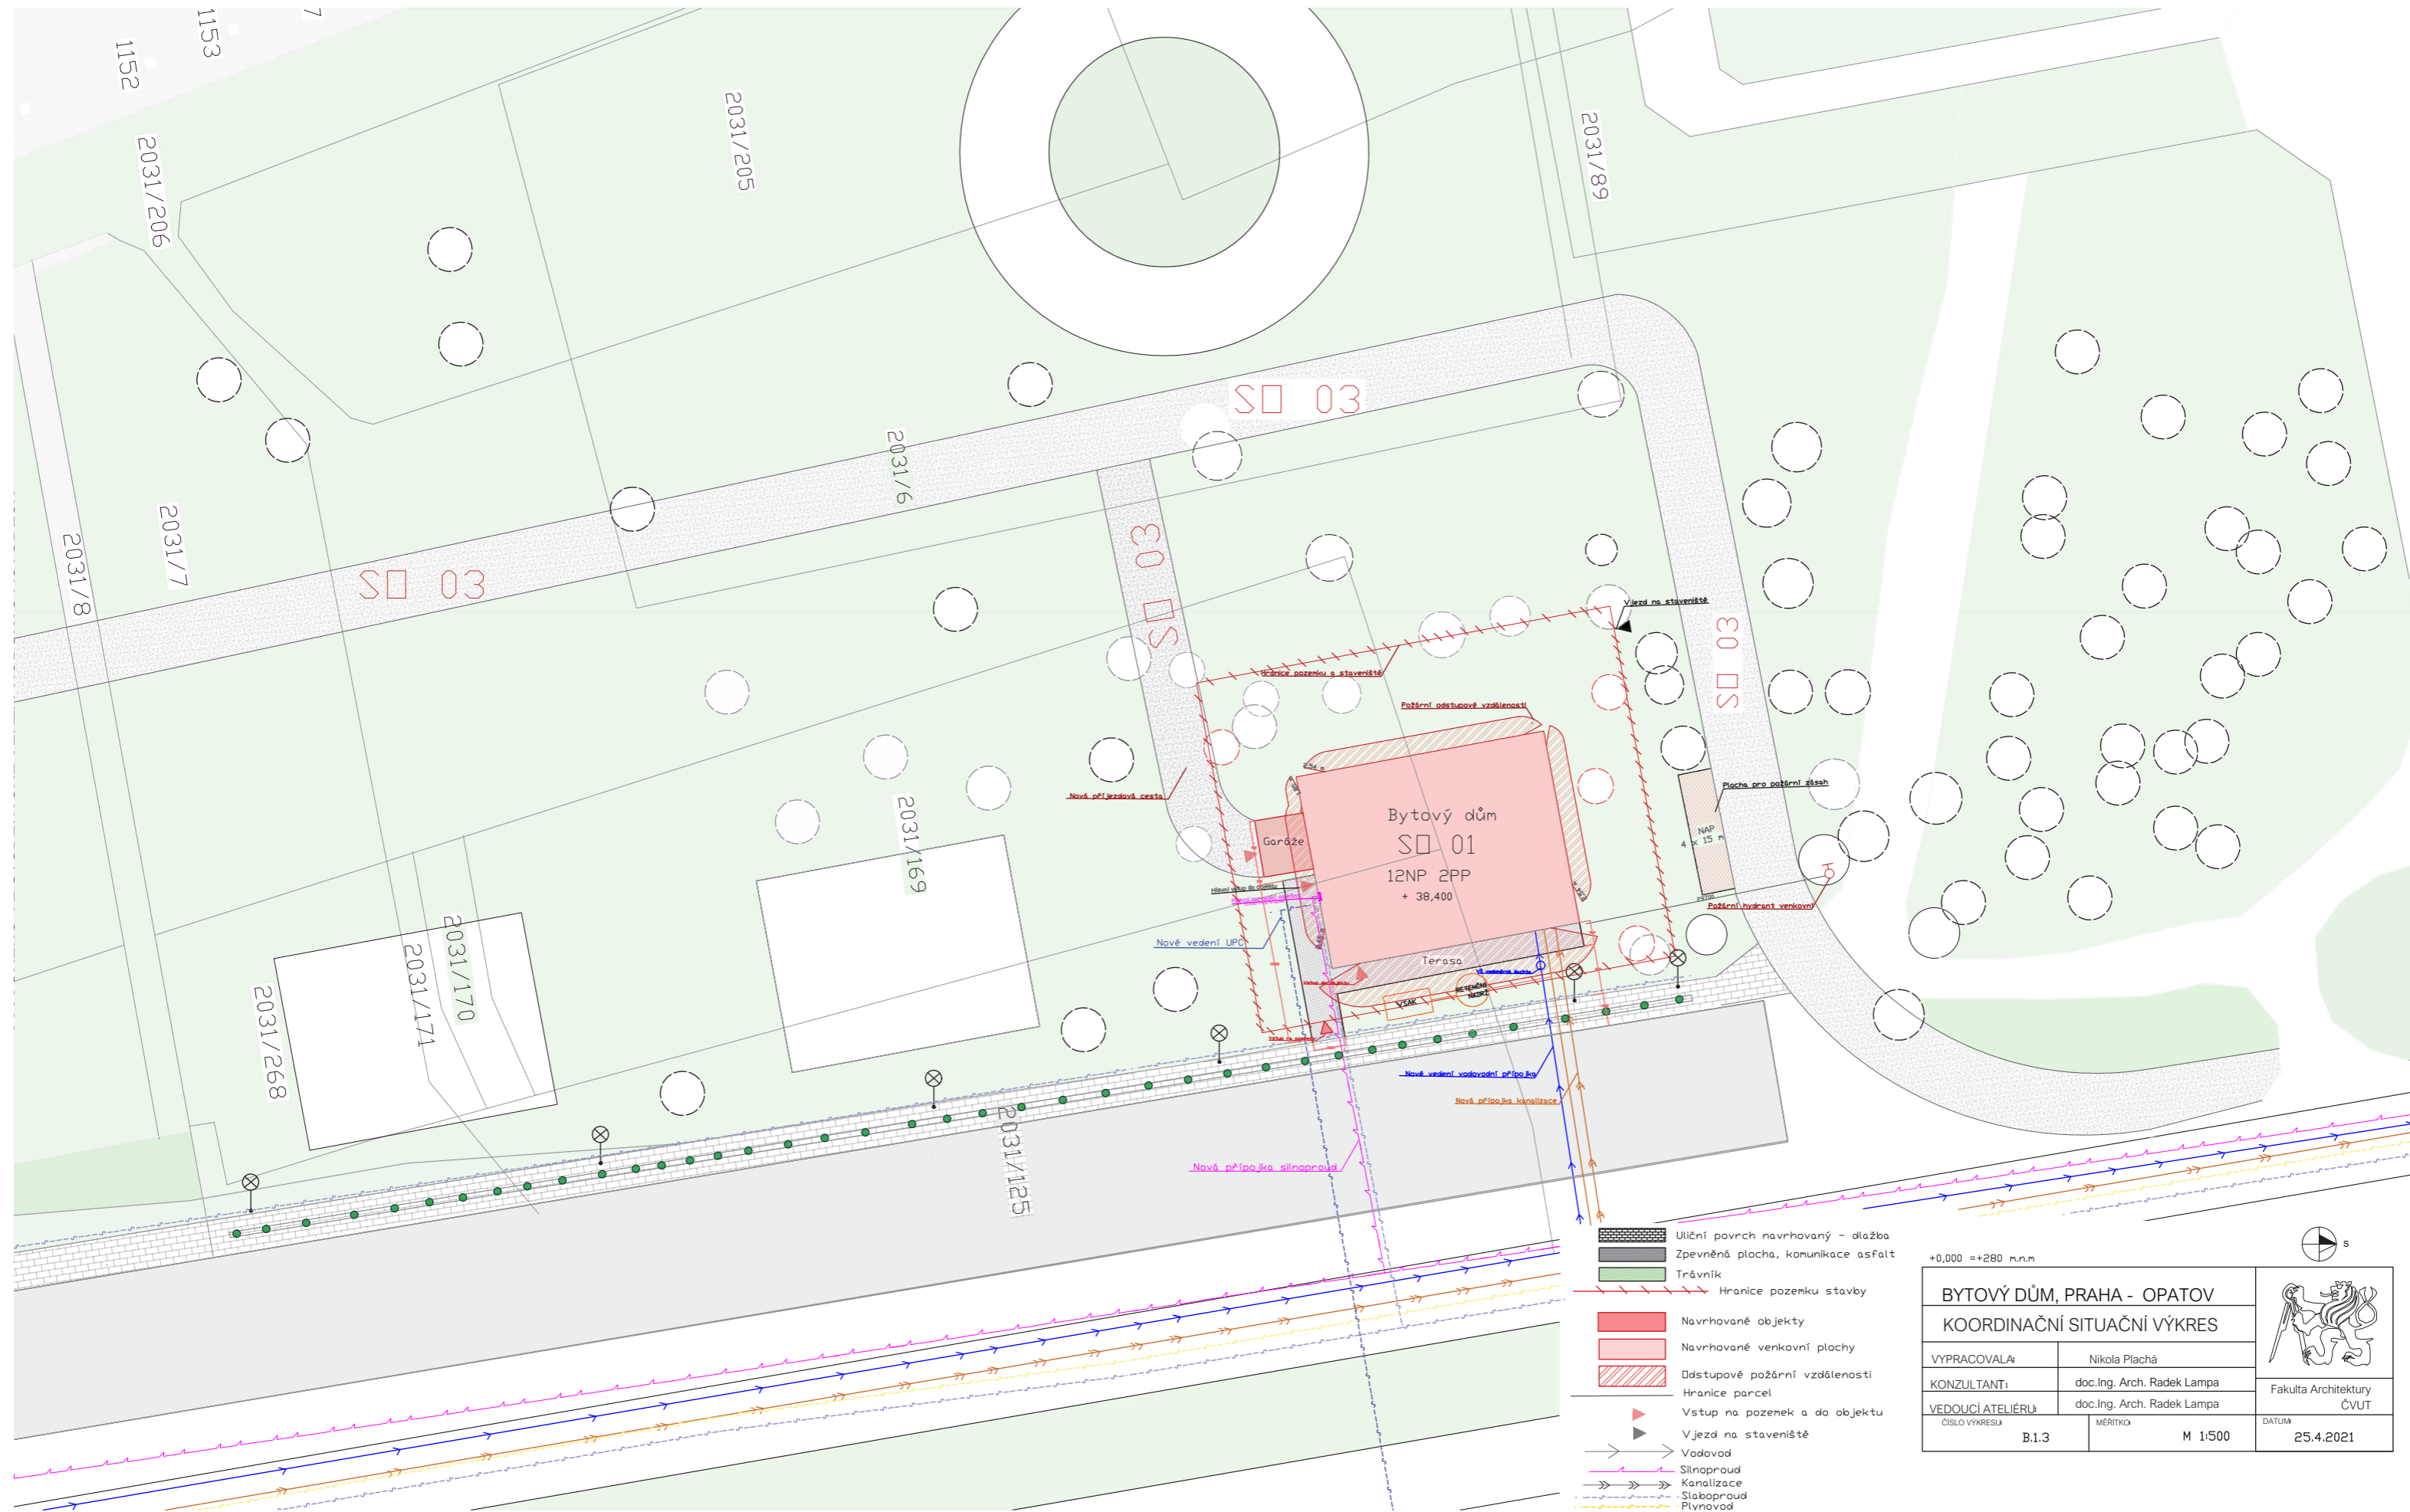 1153
7
1152
2031/206
2031/205
2031/89
SO 03
2031/6
2031/7
2031/8
SO 03
SO 03
SO 03
Vjezd na staveniště
Hranice pozemku a staveniště
Požární odstupové vzdálenosti
Nová příjezdová cesta
Plocha pro požární zásah
NAP
4 x 15 m
Bytový dům
SO 01
12NP 2PP
+ 38,400
Garáže
Hlavní vstup do objektu
Požární hydrant venkovní
Nové vedení UPC
Terasa
VSAK
RETENČNÍ
NÁDRŽ
Vstup na pozemek
2031/169
2031/170
2031/171
2031/268
2031/125
Nové vedení vodovodní přípojka
Nová přípojka kanalizace
Nová přípojka silnoproud
Uliční povrch navrhovaný - dlažba
Zpevněná plocha, komunikace asfalt
Trávník
Hranice pozemku stavby
Navrhované objekty
Navrhované venkovní plochy
Odstupové požární vzdálenosti
Hranice parcel
Vstup na pozemek a do objektu
Vjezd na staveniště
Vodovod
Silnoproud
Kanalizace
Slaboproud
Plynovod
S
+0,000 =+280 m.n.m
BYTOVÝ DŮM, PRAHA - OPATOV
KOORDINAČNÍ SITUAČNÍ VÝKRES
VYPRACOVALA: Nikola Plachá
KONZULTANT: doc.Ing. Arch. Radek Lampa
VEDOUCÍ ATELIÉRU: doc.Ing. Arch. Radek Lampa
Fakulta Architektury
ČVUT
ČÍSLO VÝKRESU: B.1.3
MĚŘÍTKO: M 1:500
DATUM: 25.4.2021